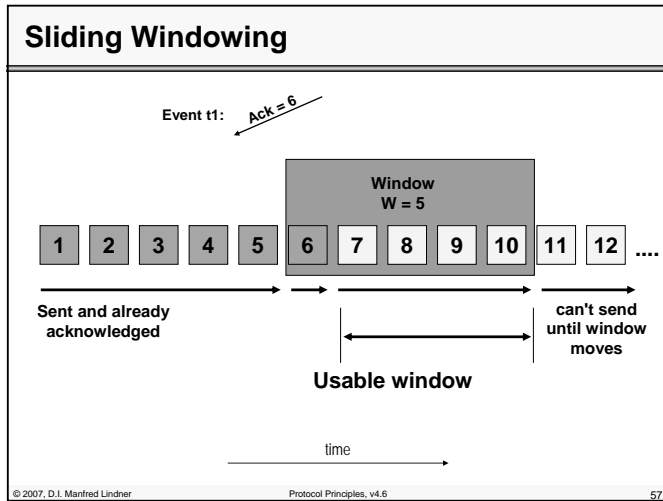 Sliding Windowing
Event t1:
Ack = 6
Window
W = 5
1 2 3 4 5 6 7 8 9 10 11 12 ....
Sent and already
acknowledged
can't send
until window
moves
Usable window
time
© 2007, D.I. Manfred Lindner Protocol Principles, v4.6 57